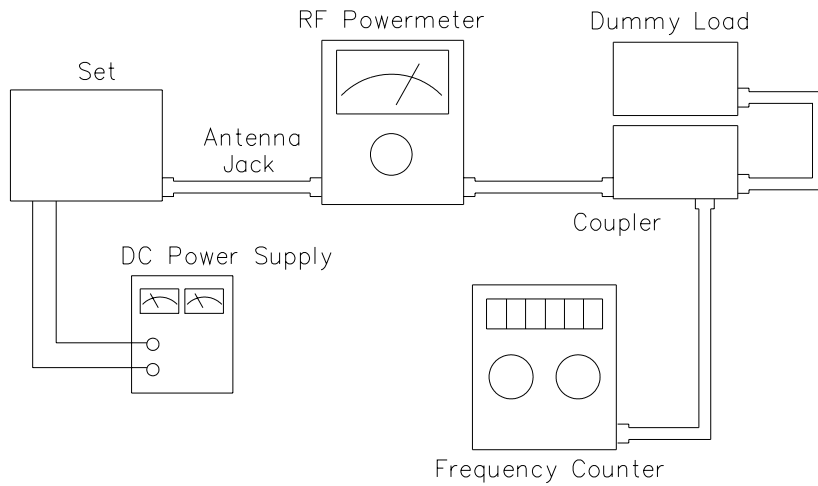 RF Powermeter
Dummy Load
Set
Antenna
Jack
Coupler
DC Power Supply
Frequency Counter